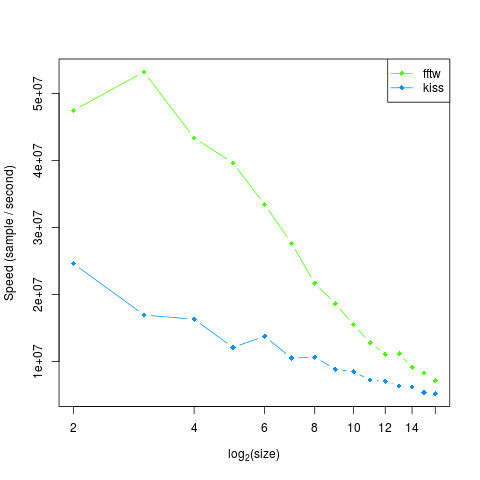 fftw
kiss
5e+07
4e+07
3e+07
2e+07
1e+07
Speed (sample / second)
2 4 6 8 10 12 14
log₂(size)